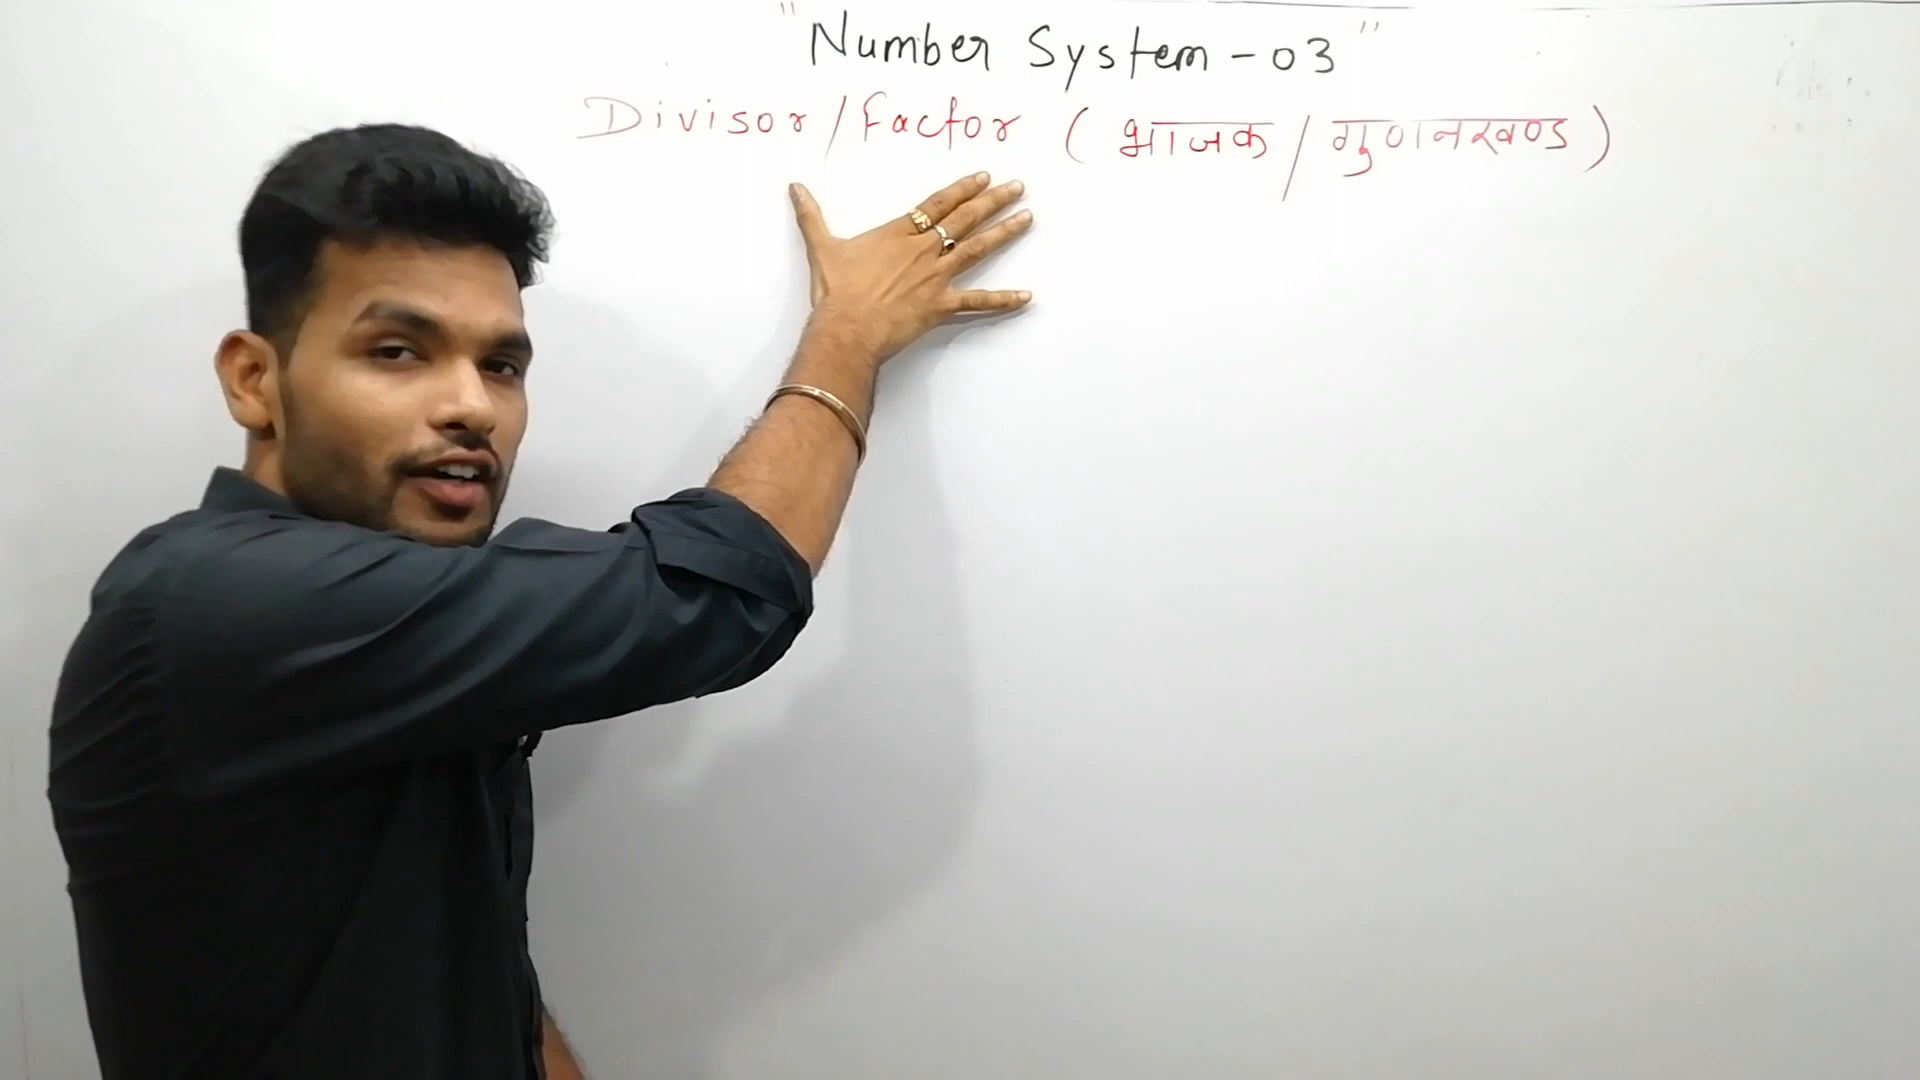 "Number System - 03"
Divisor / Factor ( भाजक / गुणनखण्ड )